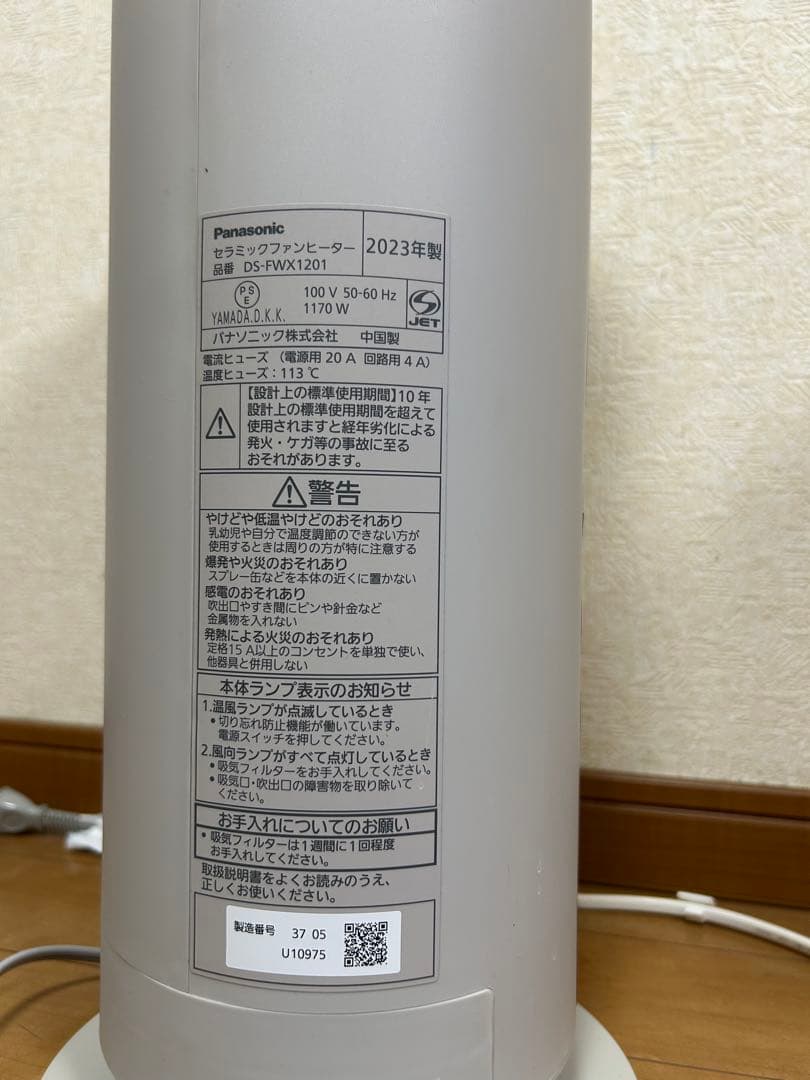 Panasonic
セラミックファンヒーター
品番 DS-FWX1201
2023年製
PSE
YAMADA.D.K.K.
100 V 50-60 Hz
1170 W
JET
パナソニック株式会社 中国製
電流ヒューズ (電源用 20 A 回路用 4 A)
温度ヒューズ:113 ℃
【設計上の標準使用期間】10 年
設計上の標準使用期間を超えて
使用されますと経年劣化による
発火・ケガ等の事故に至る
おそれがあります。
警告
やけどや低温やけどのおそれあり
乳幼児や自分で温度調節のできない方が
使用するときは周りの方が特に注意する
爆発や火災のおそれあり
スプレー缶などを本体の近くに置かない
感電のおそれあり
吹出口やすき間にピンや針金など
金属物を入れない
発熱による火災のおそれあり
定格15 A以上のコンセントを単独で使い、
他器具と併用しない
本体ランプ表示のお知らせ
1.温風ランプが点滅しているとき
•切り忘れ防止機能が働いています。
電源スイッチを押してください。
2.風向ランプがすべて点灯しているとき
•吸気フィルターをお手入れしてください。
•吸気口・吹出口の障害物を取り除いて
ください。
お手入れについてのお願い
•吸気フィルターは1週間に1回程度
お手入れしてください。
取扱説明書をよくお読みのうえ、
正しくお使いください。
製造番号 37 05
U10975